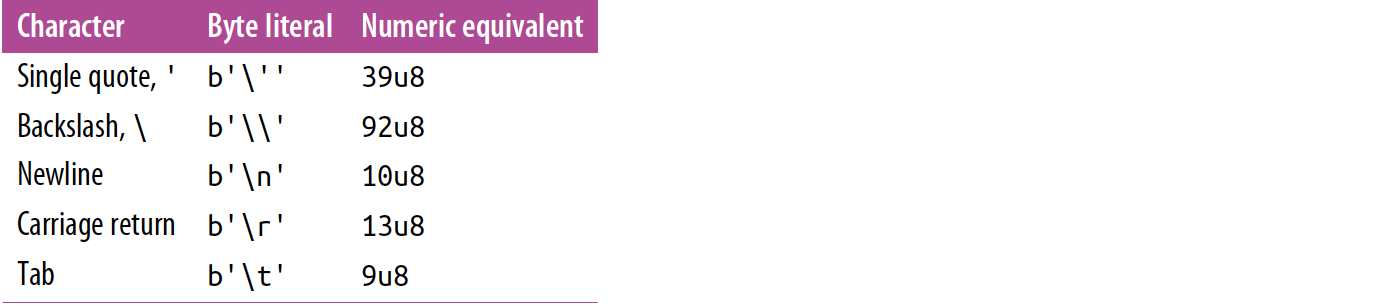 Character Byte literal Numeric equivalent
Single quote, ' b'\'' 39u8
Backslash, \ b'\\' 92u8
Newline b'\n' 10u8
Carriage return b'\r' 13u8
Tab b'\t' 9u8